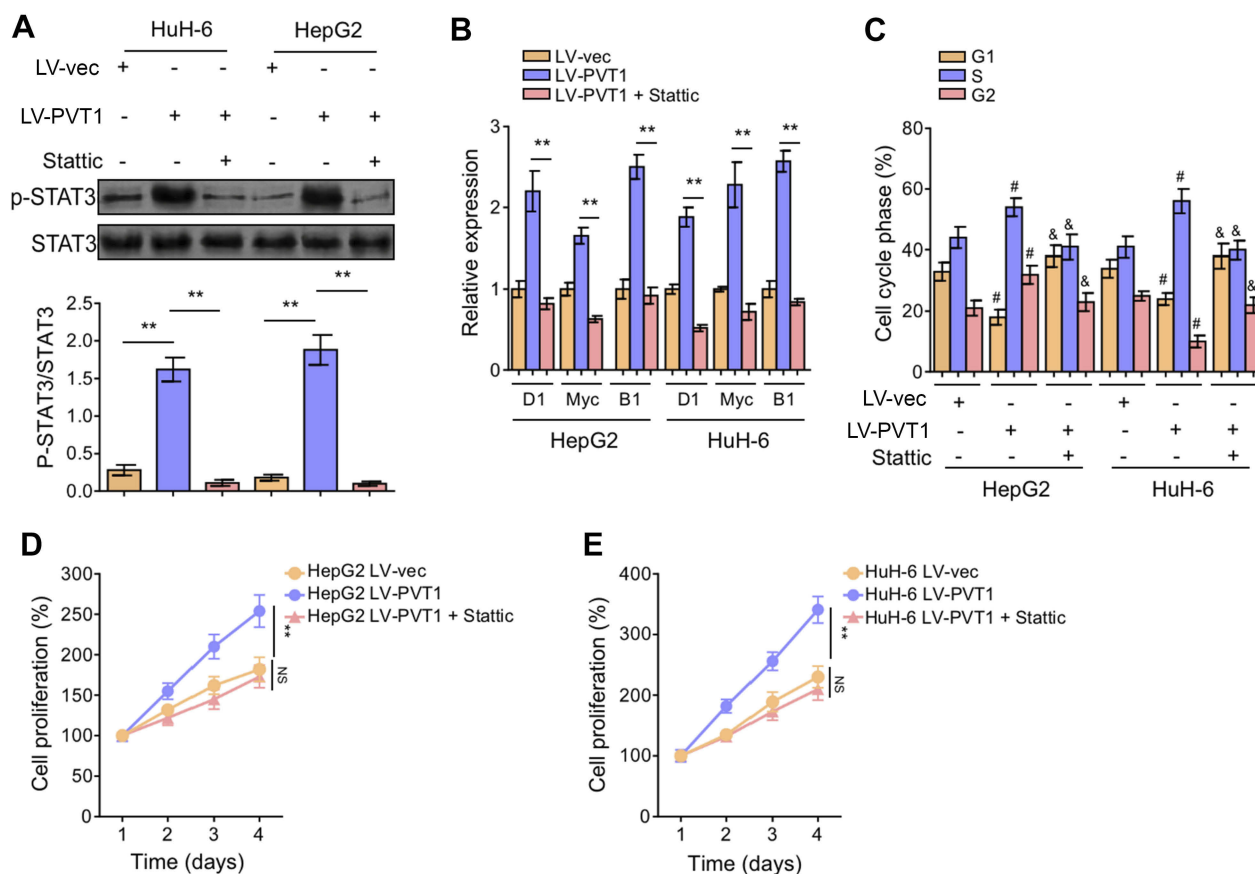 A
HuH-6 HepG2
LV-vec + - - + - -
LV-PVT1 - + + - + +
Stattic - - + - - +
p-STAT3
STAT3
P-STAT3/STAT3
2.5
2.0
1.5
1.0
0.5
0.0
** ** ** **
B
LV-vec
LV-PVT1
LV-PVT1 + Stattic
Relative expression
3
2
1
0
** ** ** ** ** **
D1 Myc B1 D1 Myc B1
HepG2 HuH-6
C
G1
S
G2
Cell cycle phase (%)
80
60
40
20
0
# # # & & & # # # & & &
LV-vec + - - + - -
LV-PVT1 - + + - + +
Stattic - - + - - +
HepG2 HuH-6
D
HepG2 LV-vec
HepG2 LV-PVT1
HepG2 LV-PVT1 + Stattic
Cell proliferation (%)
300
250
200
150
100
50
0
**
NS
1 2 3 4
Time (days)
E
HuH-6 LV-vec
HuH-6 LV-PVT1
HuH-6 LV-PVT1 + Stattic
Cell proliferation (%)
400
300
200
100
0
**
NS
1 2 3 4
Time (days)